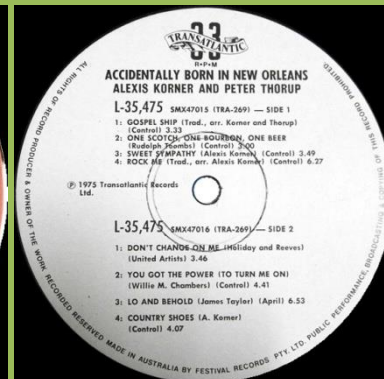 33
TRANSATLANTIC
R•P•M
ACCIDENTALLY BORN IN NEW ORLEANS
ALEXIS KORNER AND PETER THORUP
L-35,475 SMX47015 (TRA-269) — SIDE 1
1: GOSPEL SHIP (Trad., arr. Korner and Thorup)
(Control) 3.33
2: ONE SCOTCH, ONE BOURBON, ONE BEER
(Rudolph Toombs) (Control) 3.00
3: SWEET SYMPATHY (Alexis Korner) (Control) 3.49
4: ROCK ME (Trad., arr. Alexis Korner) (Control) 6.27
Ⓟ 1975 Transatlantic Records
Ltd.
L-35,475 SMX47016 (TRA-269) — SIDE 2
1: DON'T CHANGE ON ME (Holiday and Reeves)
(United Artists) 3.46
2: YOU GOT THE POWER (TO TURN ME ON)
(Willie M. Chambers) (Control) 4.41
3: LO AND BEHOLD (James Taylor) (April) 6.53
4: COUNTRY SHOES (A. Korner)
(Control) 4.07
ALL RIGHTS OF RECORD PRODUCER & OWNER OF THE WORK RECORDED RESERVED MADE IN AUSTRALIA BY FESTIVAL RECORDS PTY. LTD. PUBLIC PERFORMANCE, BROADCASTING & RECORD PROHIBITED